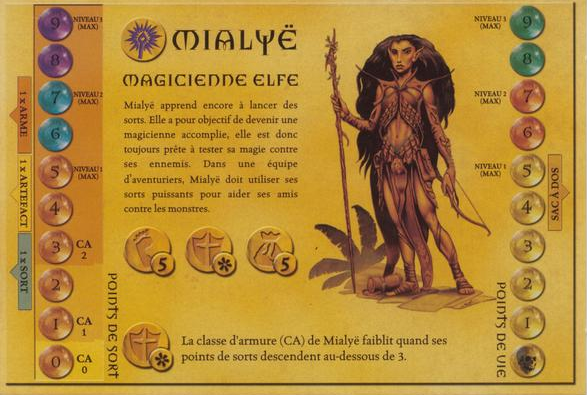 MIALYË
MAGICIENNE ELFE
Mialyë apprend encore à lancer des
sorts. Elle a pour objectif de devenir une
magicienne accomplie, elle est donc
toujours prête à tester sa magie contre
ses ennemis. Dans une équipe
d'aventuriers, Mialyë doit utiliser ses
sorts puissants pour aider ses amis
contre les monstres.
5
*
5
*
La classe d'armure (CA) de Mialyë faiblit quand ses
points de sorts descendent au-dessous de 3.
1 x ARME
1 x ARTEFACT
1 x SORT
9 NIVEAU 3
(MAX)
8
7 NIVEAU 2
(MAX)
6
5 NIVEAU 1
(MAX)
4
3 CA
2
2
1 CA
1
0 CA
0
POINTS DE SORT
NIVEAU 3 9
(MAX)
8
NIVEAU 2 7
(MAX)
6
NIVEAU 1 5
(MAX)
4
3
2
1
SAC À DOS
POINTS DE VIE